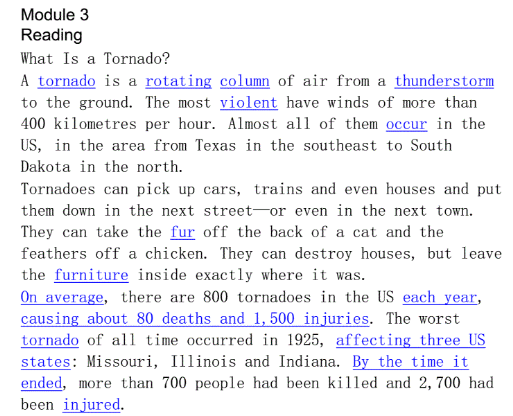 Module 3
Reading
What Is a Tornado?
A tornado is a rotating column of air from a thunderstorm
to the ground. The most violent have winds of more than
400 kilometres per hour. Almost all of them occur in the
US, in the area from Texas in the southeast to South
Dakota in the north.
Tornadoes can pick up cars, trains and even houses and put
them down in the next street—or even in the next town.
They can take the fur off the back of a cat and the
feathers off a chicken. They can destroy houses, but leave
the furniture inside exactly where it was.
On average, there are 800 tornadoes in the US each year,
causing about 80 deaths and 1,500 injuries. The worst
tornado of all time occurred in 1925, affecting three US
states: Missouri, Illinois and Indiana. By the time it
ended, more than 700 people had been killed and 2,700 had
been injured.